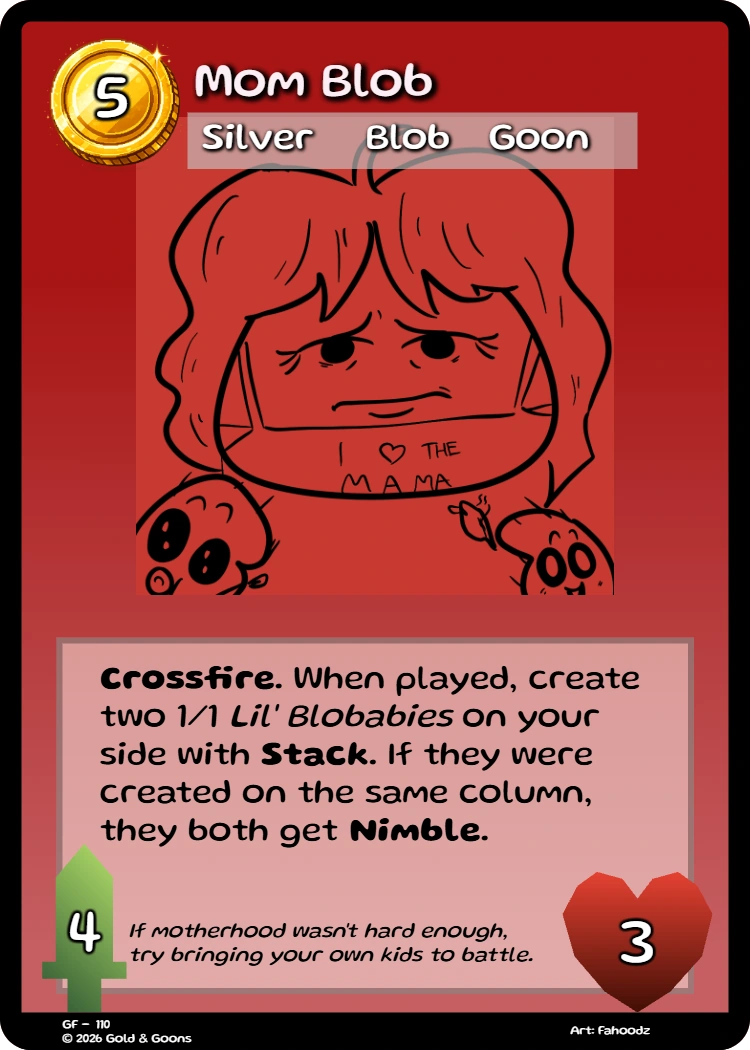 5
Mom Blob
Silver Blob Goon
I ♡ THE
MAMA
Crossfire. When played, create
two 1/1 Lil' Blobabies on your
side with Stack. If they were
created on the same column,
they both get Nimble.
4
If motherhood wasn't hard enough,
try bringing your own kids to battle.
3
GF - 110
© 2026 Gold & Goons
Art: Fahoodz